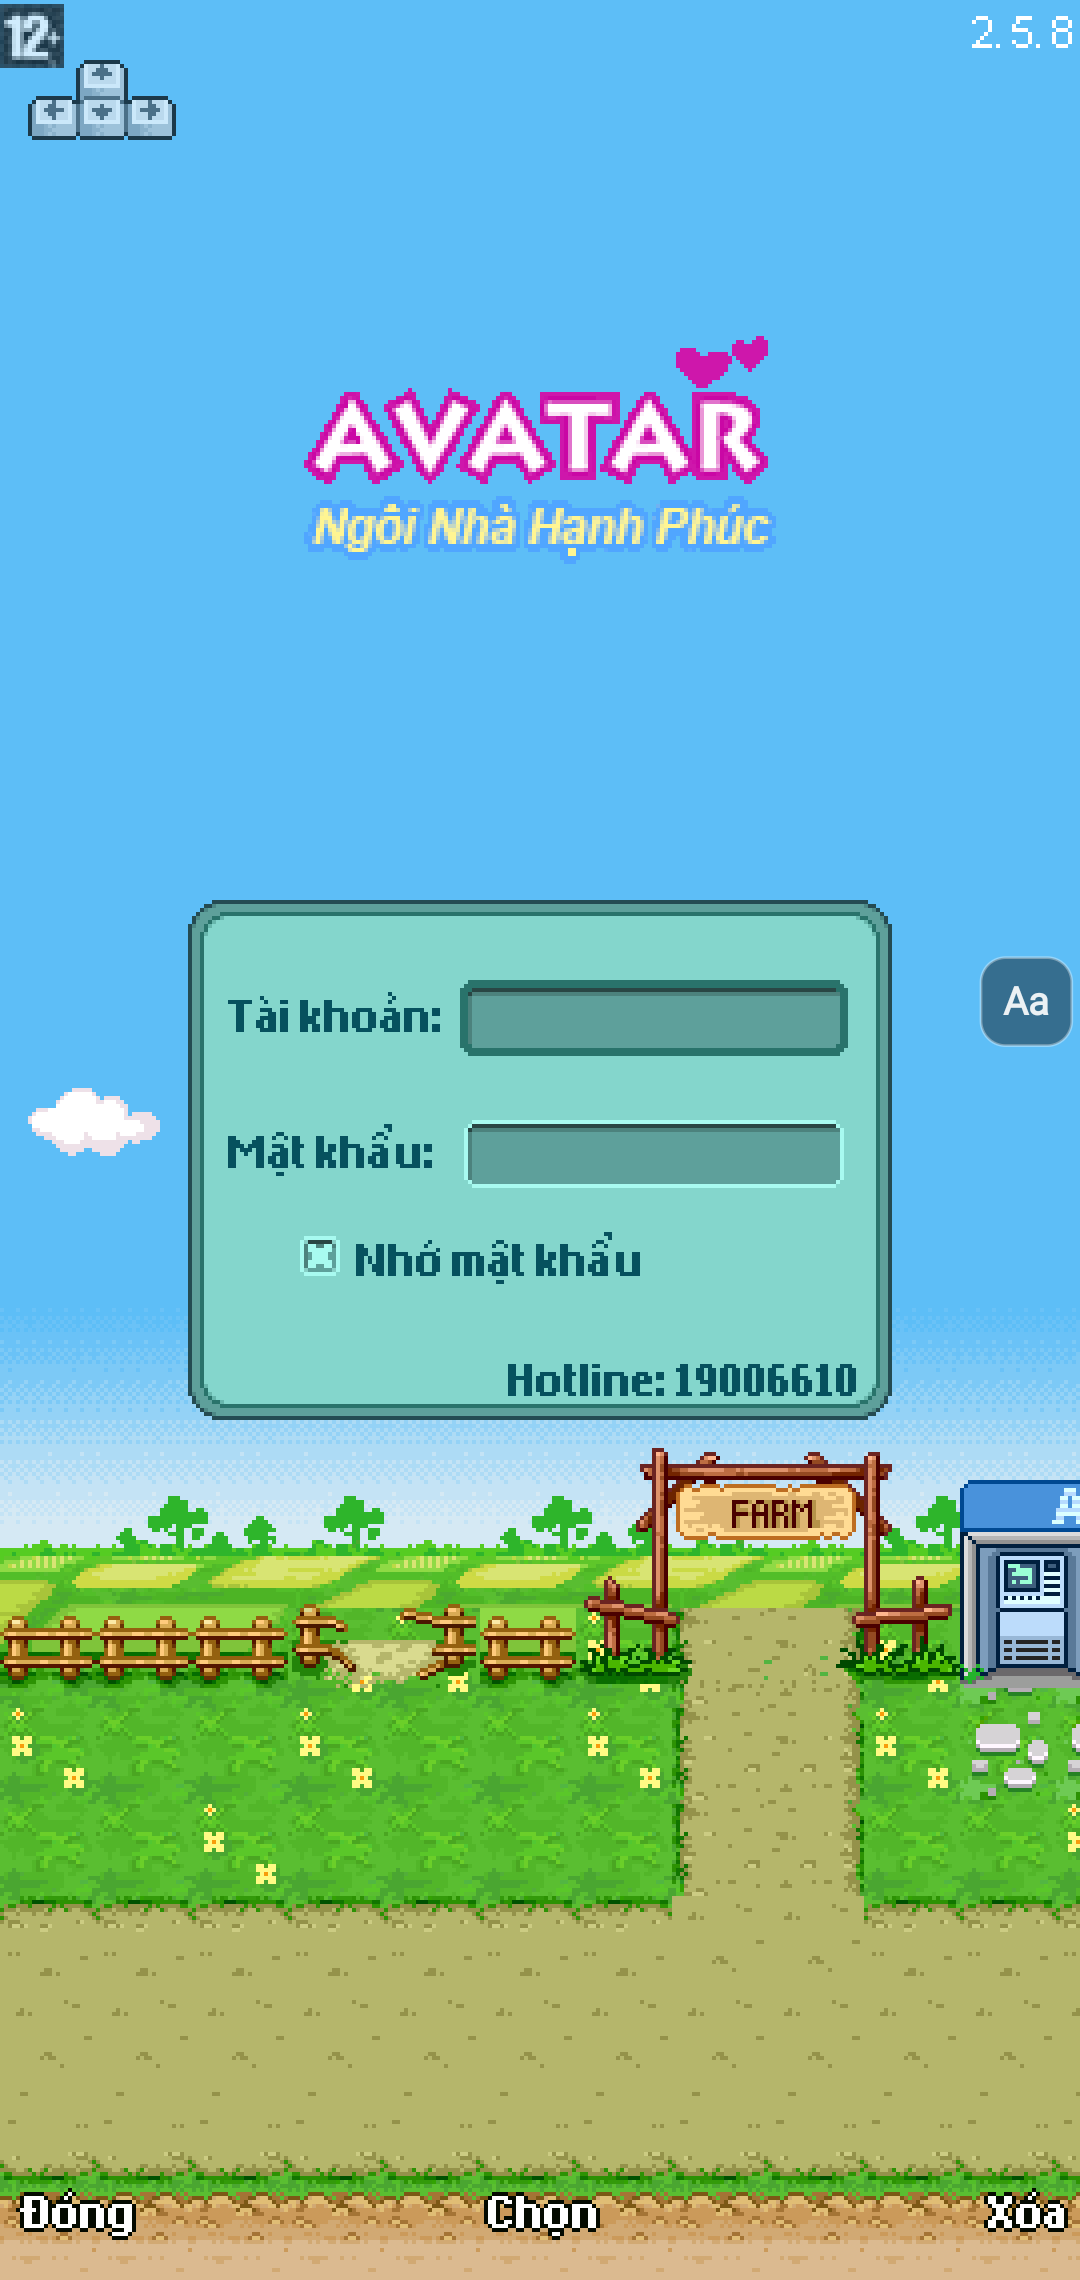 12+
2.5.8
AVATAR
Ngôi Nhà Hạnh Phúc
Tài khoản:
Aa
Mật khẩu:
Nhớ mật khẩu
Hotline: 19006610
FARM
A
Đóng
Chọn
Xóa